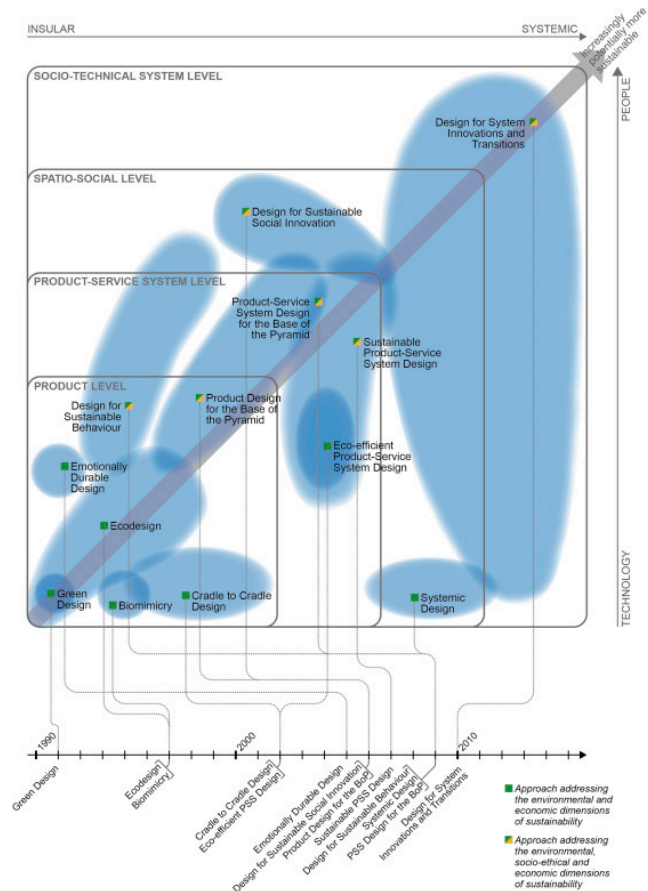 INSULAR
SYSTEMIC
Increasingly
potentially more
sustainable
SOCIO-TECHNICAL SYSTEM LEVEL
PEOPLE
Design for System
Innovations and
Transitions
SPATIO-SOCIAL LEVEL
Design for Sustainable
Social Innovation
PRODUCT-SERVICE SYSTEM LEVEL
Product-Service
System Design
for the Base of
the Pyramid
Sustainable
Product-Service
System Design
PRODUCT LEVEL
Design for
Sustainable
Behaviour
Product Design
for the Base of
the Pyramid
Emotionally
Durable
Design
Eco-efficient
Product-Service
System Design
Ecodesign
Green
Design
Biomimicry
Cradle to Cradle
Design
Systemic
Design
TECHNOLOGY
1990
2000
2010
Green Design
Ecodesign
Biomimicry
Cradle to Cradle Design
Eco-efficient PSS Design
Emotionally Durable Design
Design for Sustainable Social Innovation
Product Design for the BoP
Sustainable PSS Design
Design for Sustainable Behaviour
Systemic Design
PSS Design for the BoP
Design for System
Innovations and Transitions
Approach addressing
the environmental and
economic dimensions
of sustainability
Approach addressing
the environmental,
socio-ethical and
economic dimensions
of sustainability